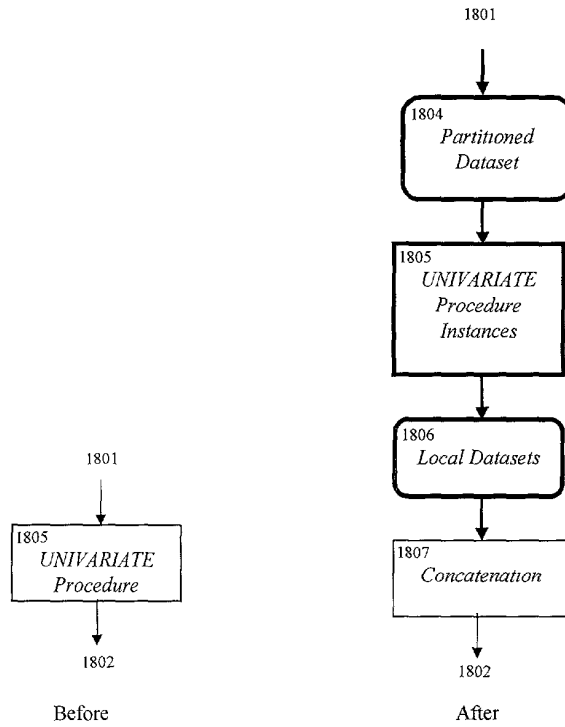 1801
1804
Partitioned
Dataset
1805
UNIVARIATE
Procedure
Instances
1806
Local Datasets
1801
1805
UNIVARIATE
Procedure
1807
Concatenation
1802
1802
Before
After